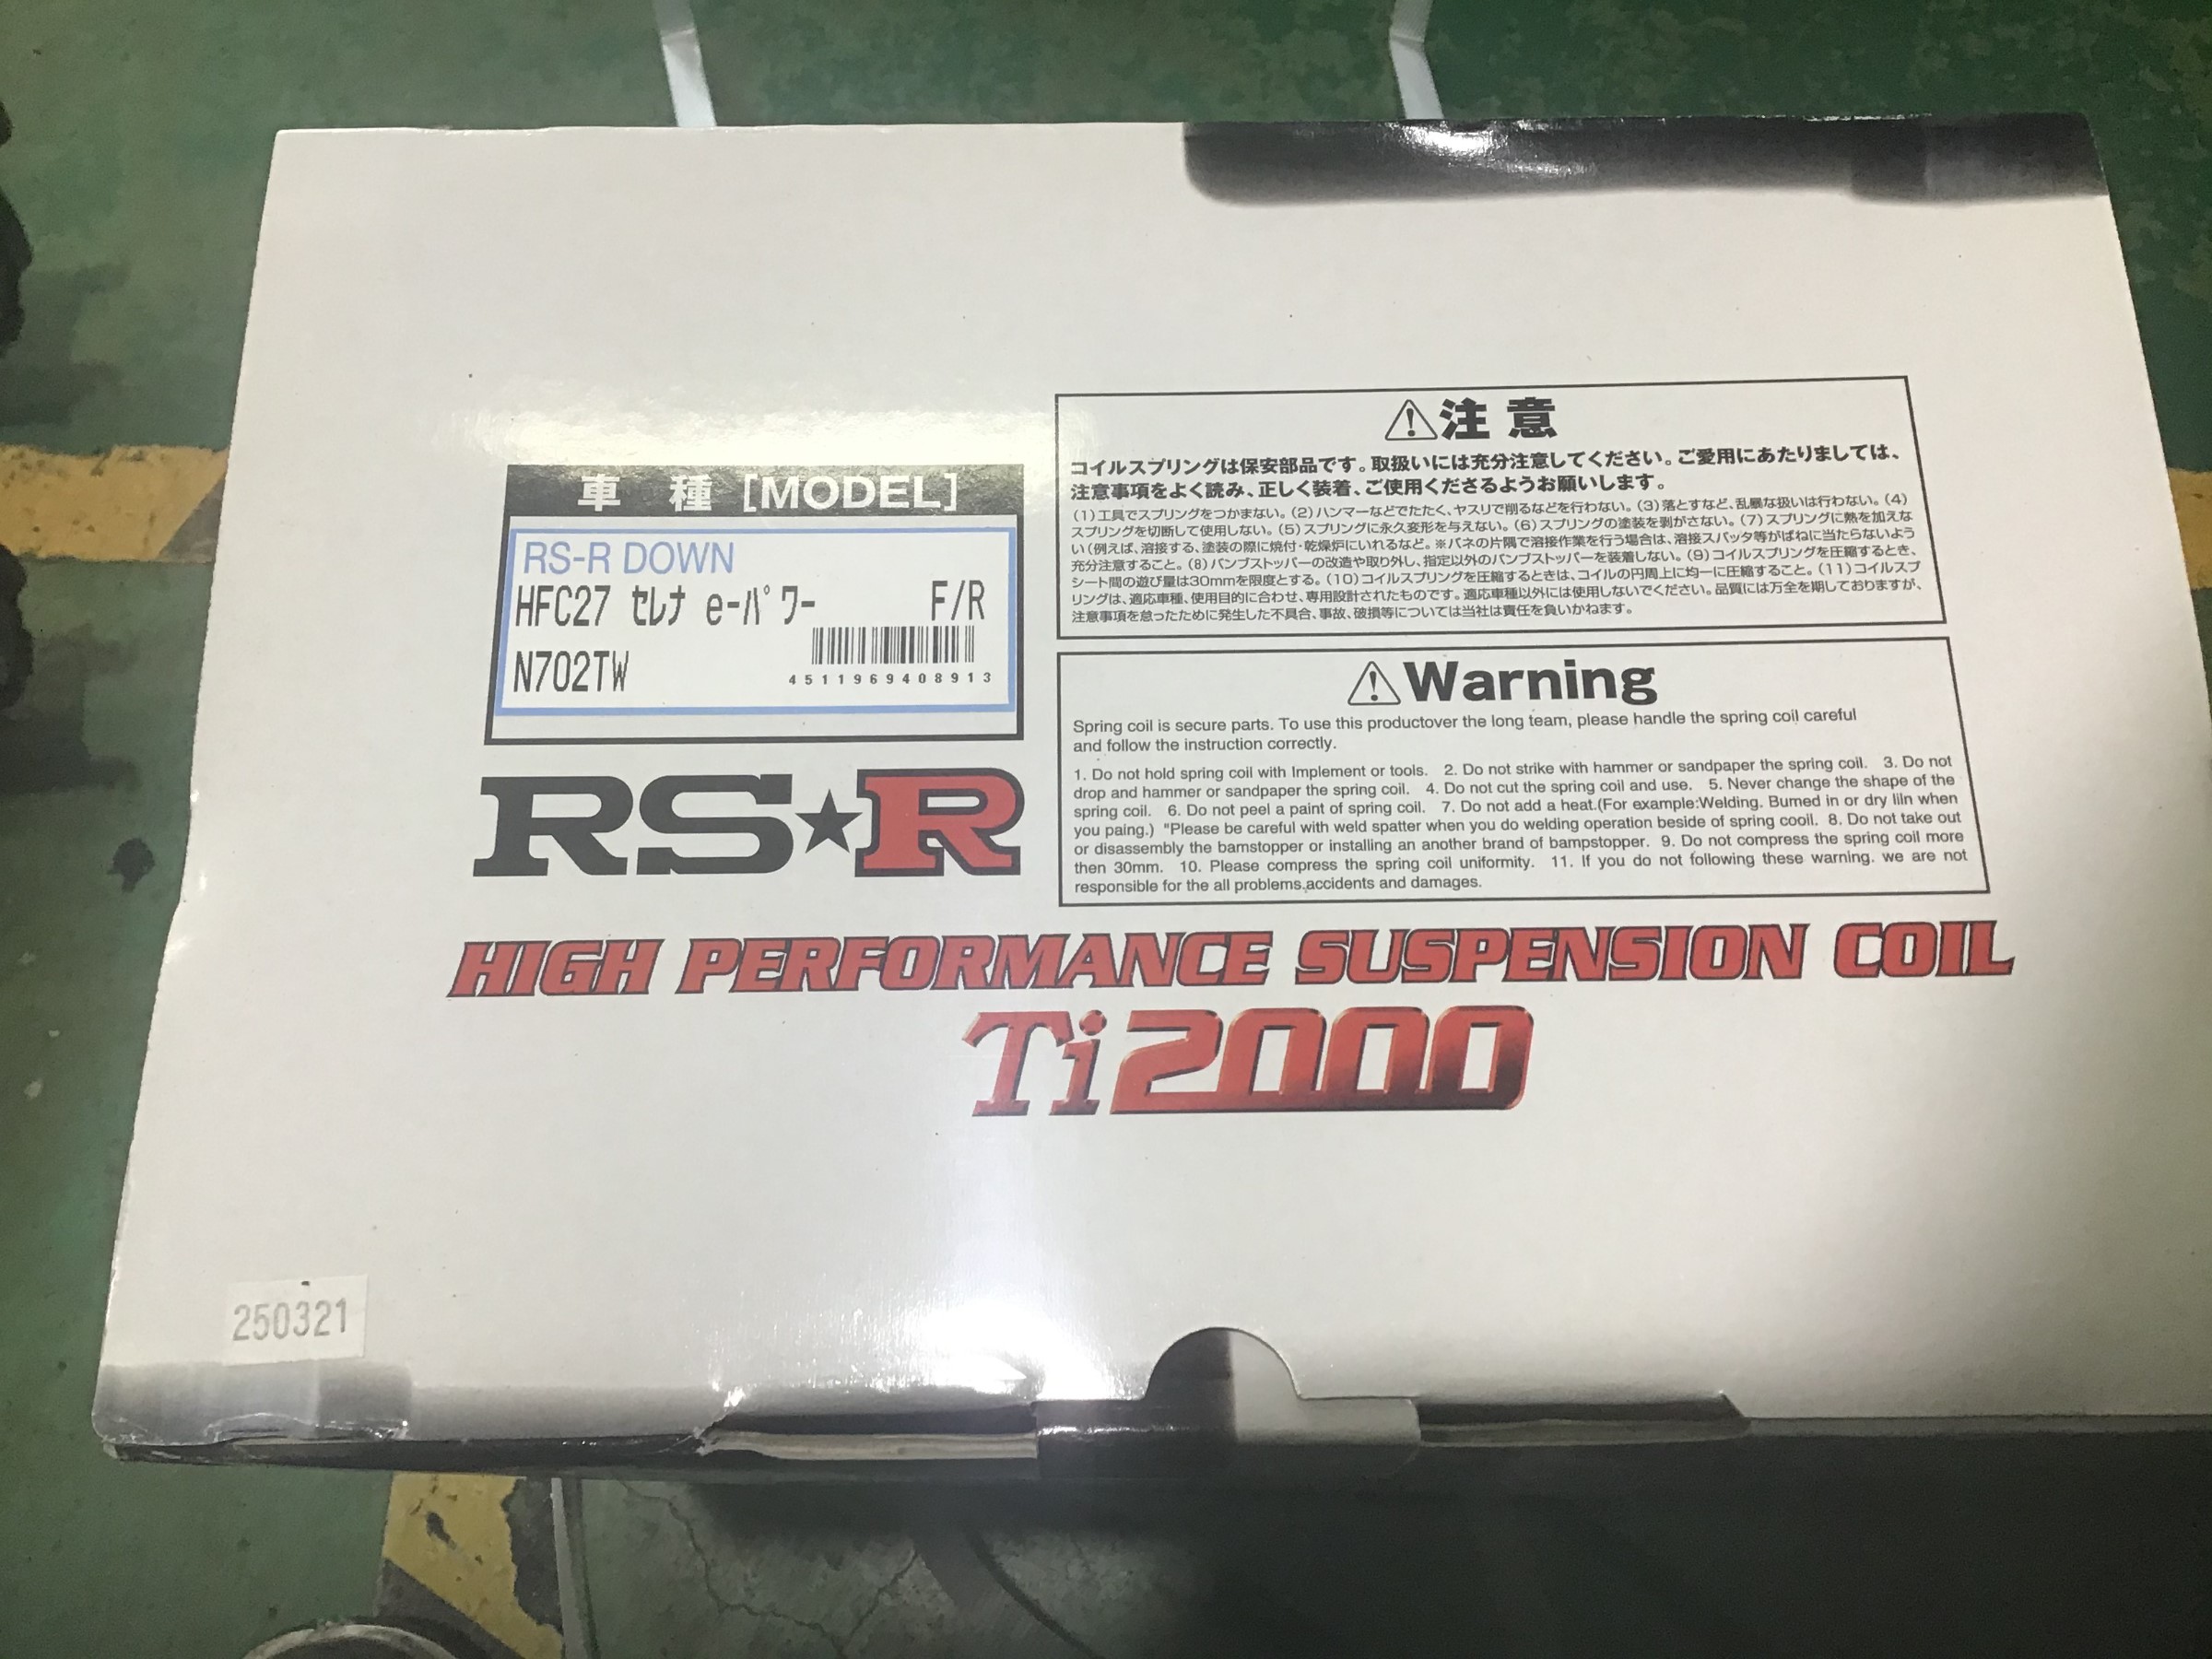 車 種 [MODEL]
RS-R DOWN
HFC27 ｾﾚﾅ e-ﾊﾟﾜｰ F/R
N702TW
4511969408913
RS★R
⚠注意
コイルスプリングは保安部品です。取扱いには充分注意してください。ご愛用にあたりましては、
注意事項をよく読み、正しく装着、ご使用くださるようお願いします。
(1)工具でスプリングをつかまない。(2)ハンマーなどでたたく、ヤスリで削るなどを行わない。(3)落とすなど、乱暴な扱いは行わない。(4)
スプリングを切断して使用しない。(5)スプリングに永久変形を与えない。(6)スプリングの塗装を剥がさない。(7)スプリングに熱を加えな
い(例えば、溶接する、塗装の際に焼付・乾燥炉にいれるなど。※バネの片隅で溶接作業を行う場合は、溶接スパッタ等がばねに当たらないよう
充分注意すること。(8)バンプストッパーの改造や取り外し、指定以外のバンプストッパーを装着しない。(9)コイルスプリングを圧縮するとき、
シート間の遊び量は30mmを限度とする。(10)コイルスプリングを圧縮するときは、コイルの円周上に均一に圧縮すること。(11)コイルスプ
リングは、適応車種、使用目的に合わせ、専用設計されたものです。適応車種以外には使用しないでください。品質には万全を期しておりますが、
注意事項を怠ったために発生した不具合、事故、破損等については当社は責任を負いかねます。
⚠Warning
Spring coil is secure parts. To use this productover the long team, please handle the spring coil careful
and follow the instruction correctly.
1. Do not hold spring coil with Implement or tools. 2. Do not strike with hammer or sandpaper the spring coil. 3. Do not
drop and hammer or sandpaper the spring coil. 4. Do not cut the spring coil and use. 5. Never change the shape of the
spring coil. 6. Do not peel a paint of spring coil. 7. Do not add a heat.(For example:Welding. Burned in or dry liln when
you paing.) "Please be careful with weld spatter when you do welding operation beside of spring cooil. 8. Do not take out
or disassembly the bamstopper or installing an another brand of bampstopper. 9. Do not compress the spring coil more
then 30mm. 10. Please compress the spring coil uniformity. 11. If you do not following these warning. we are not
responsible for the all problems,accidents and damages.
HIGH PERFORMANCE SUSPENSION COIL
Ti2000
250321